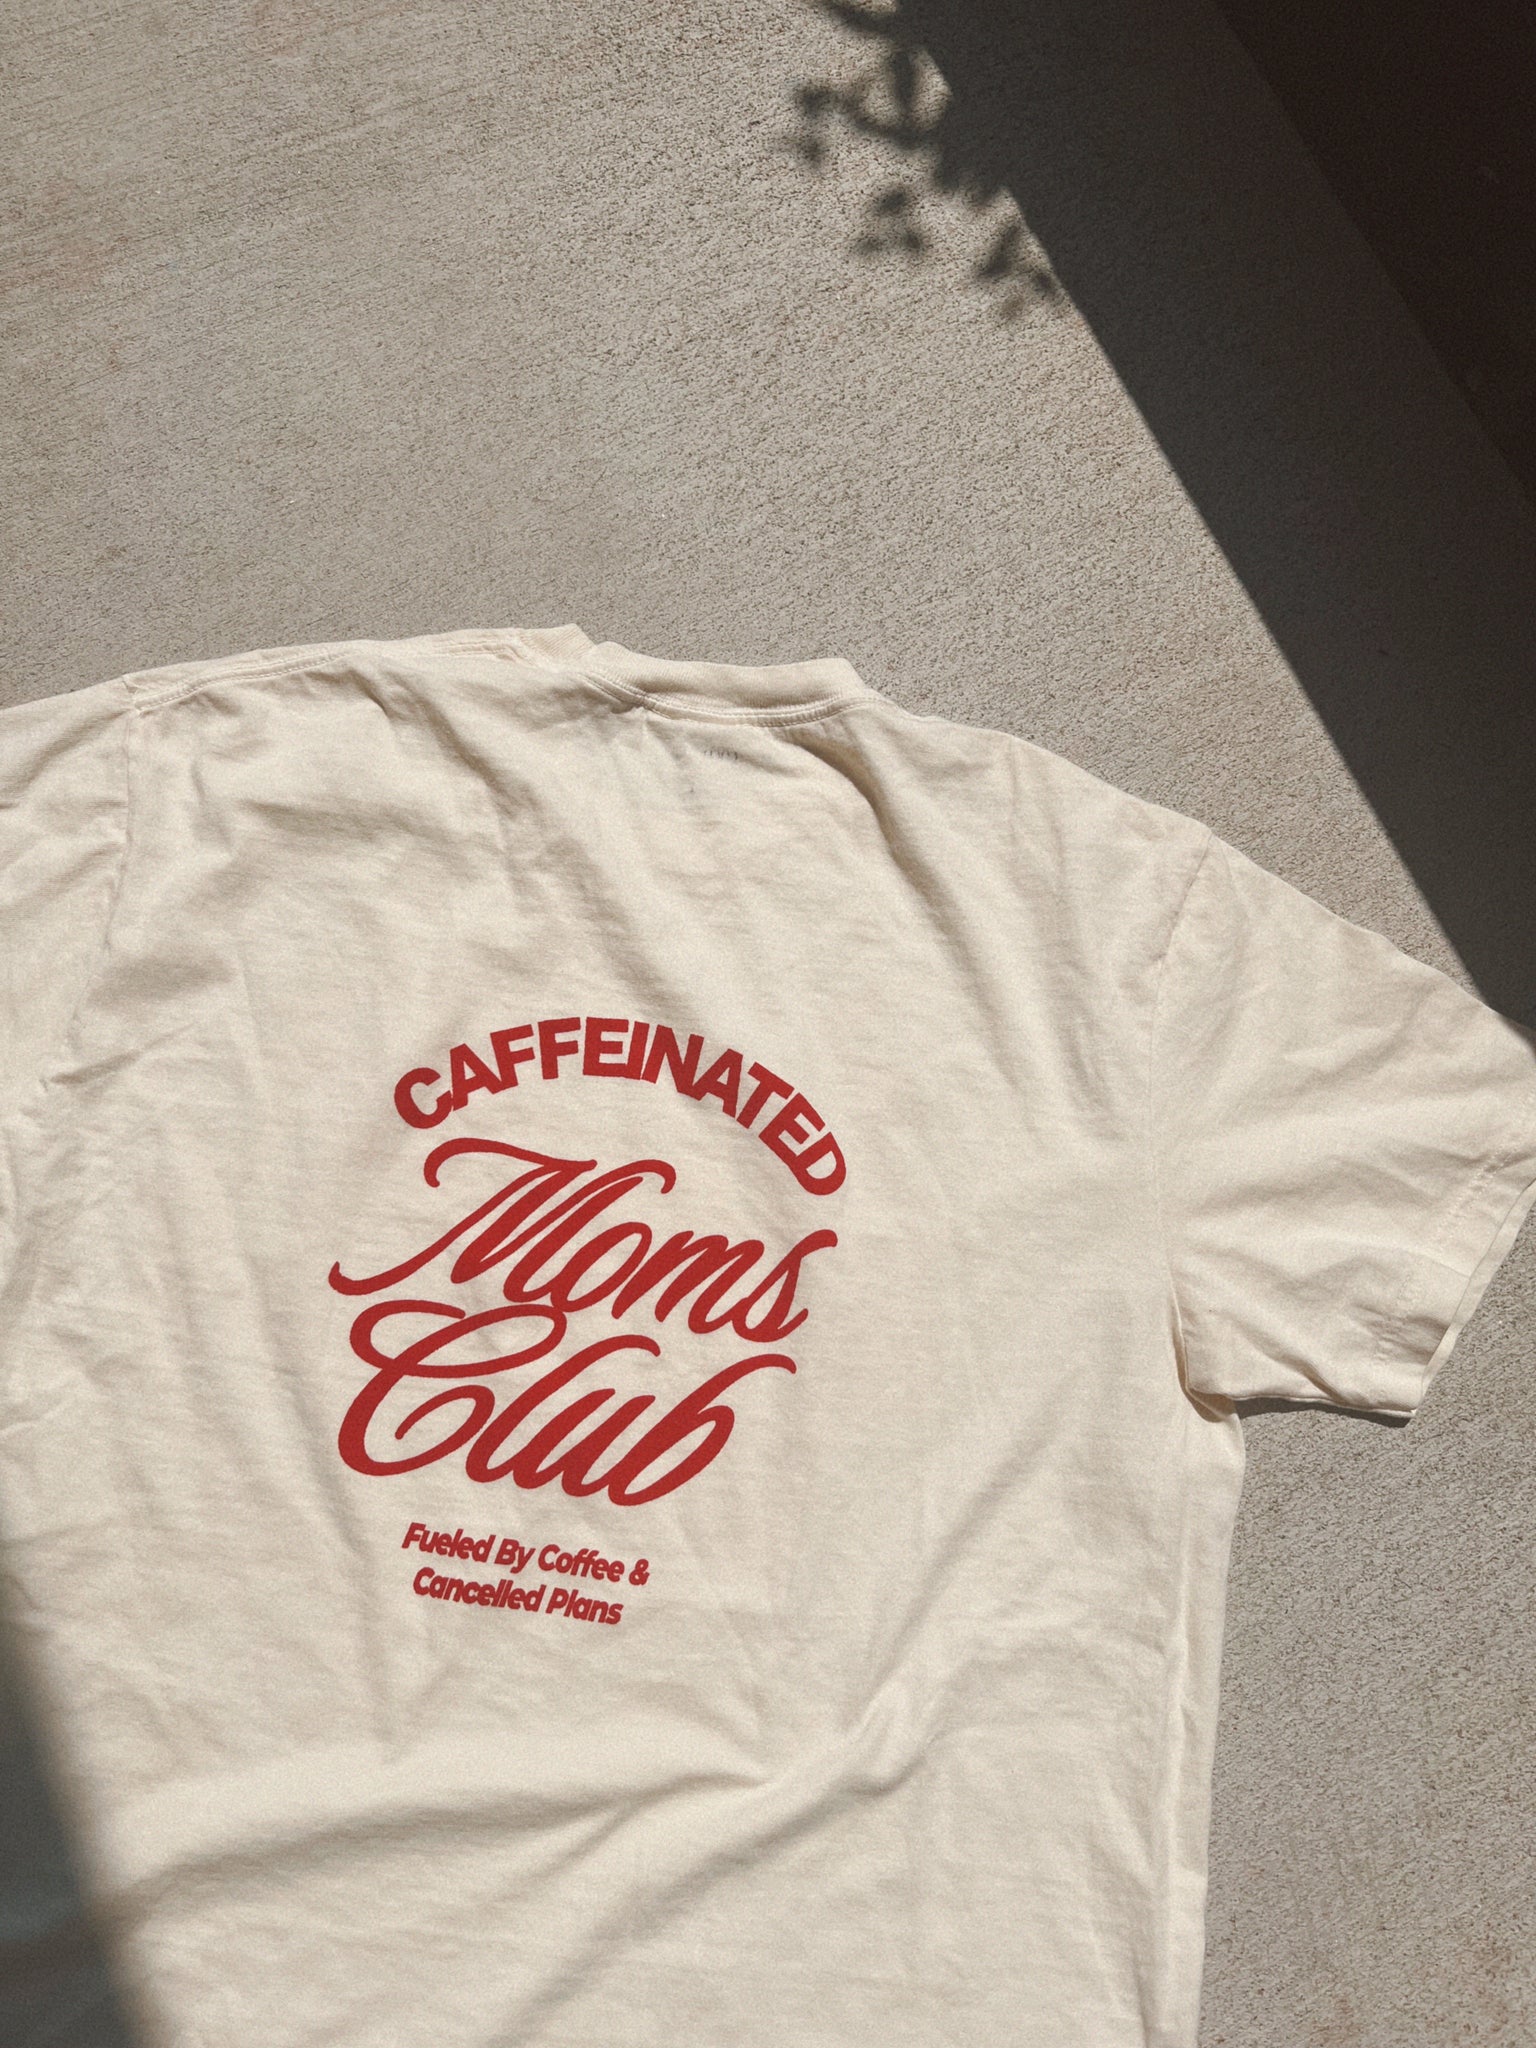 CAFFEINATED
Moms
Club
Fueled By Coffee &
Cancelled Plans